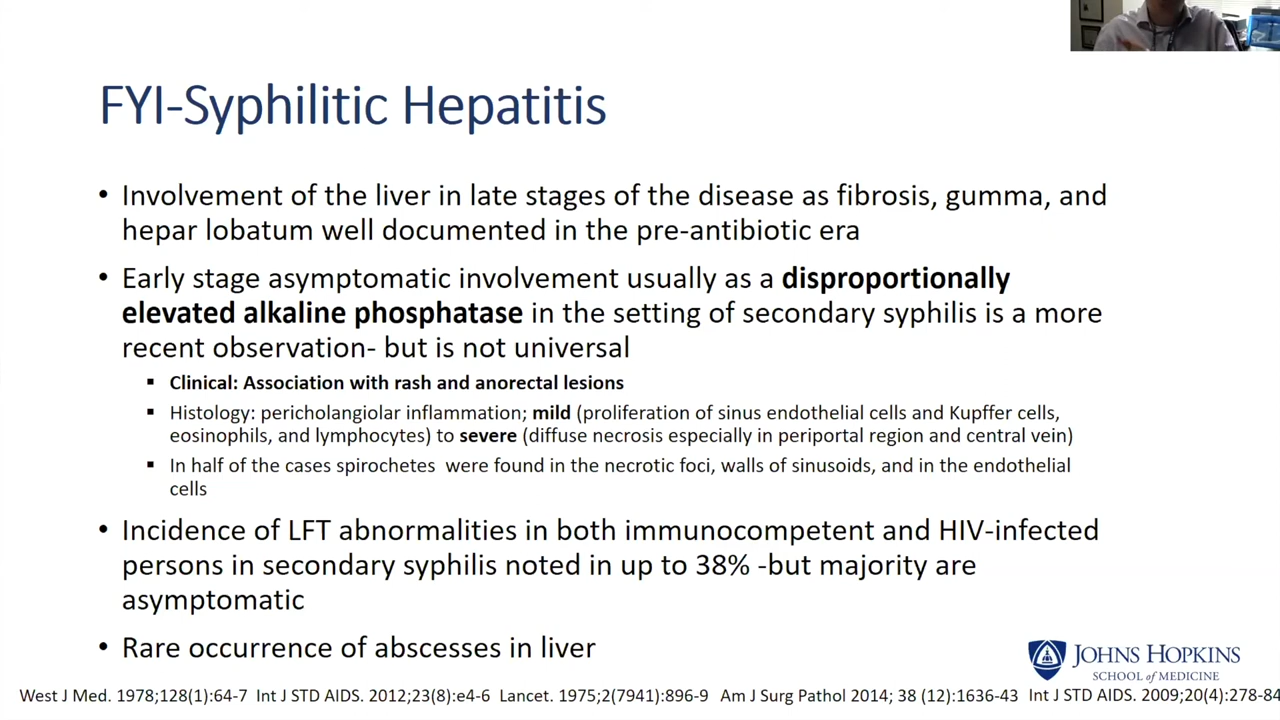 FYI-Syphilitic Hepatitis
• Involvement of the liver in late stages of the disease as fibrosis, gumma, and
hepar lobatum well documented in the pre-antibiotic era
• Early stage asymptomatic involvement usually as a disproportionally
elevated alkaline phosphatase in the setting of secondary syphilis is a more
recent observation- but is not universal
▪ Clinical: Association with rash and anorectal lesions
▪ Histology: pericholangiolar inflammation; mild (proliferation of sinus endothelial cells and Kupffer cells,
eosinophils, and lymphocytes) to severe (diffuse necrosis especially in periportal region and central vein)
▪ In half of the cases spirochetes were found in the necrotic foci, walls of sinusoids, and in the endothelial
cells
• Incidence of LFT abnormalities in both immunocompetent and HIV-infected
persons in secondary syphilis noted in up to 38% -but majority are
asymptomatic
• Rare occurrence of abscesses in liver
JOHNS HOPKINS
SCHOOL of MEDICINE
West J Med. 1978;128(1):64-7 Int J STD AIDS. 2012;23(8):e4-6 Lancet. 1975;2(7941):896-9 Am J Surg Pathol 2014; 38 (12):1636-43 Int J STD AIDS. 2009;20(4):278-84